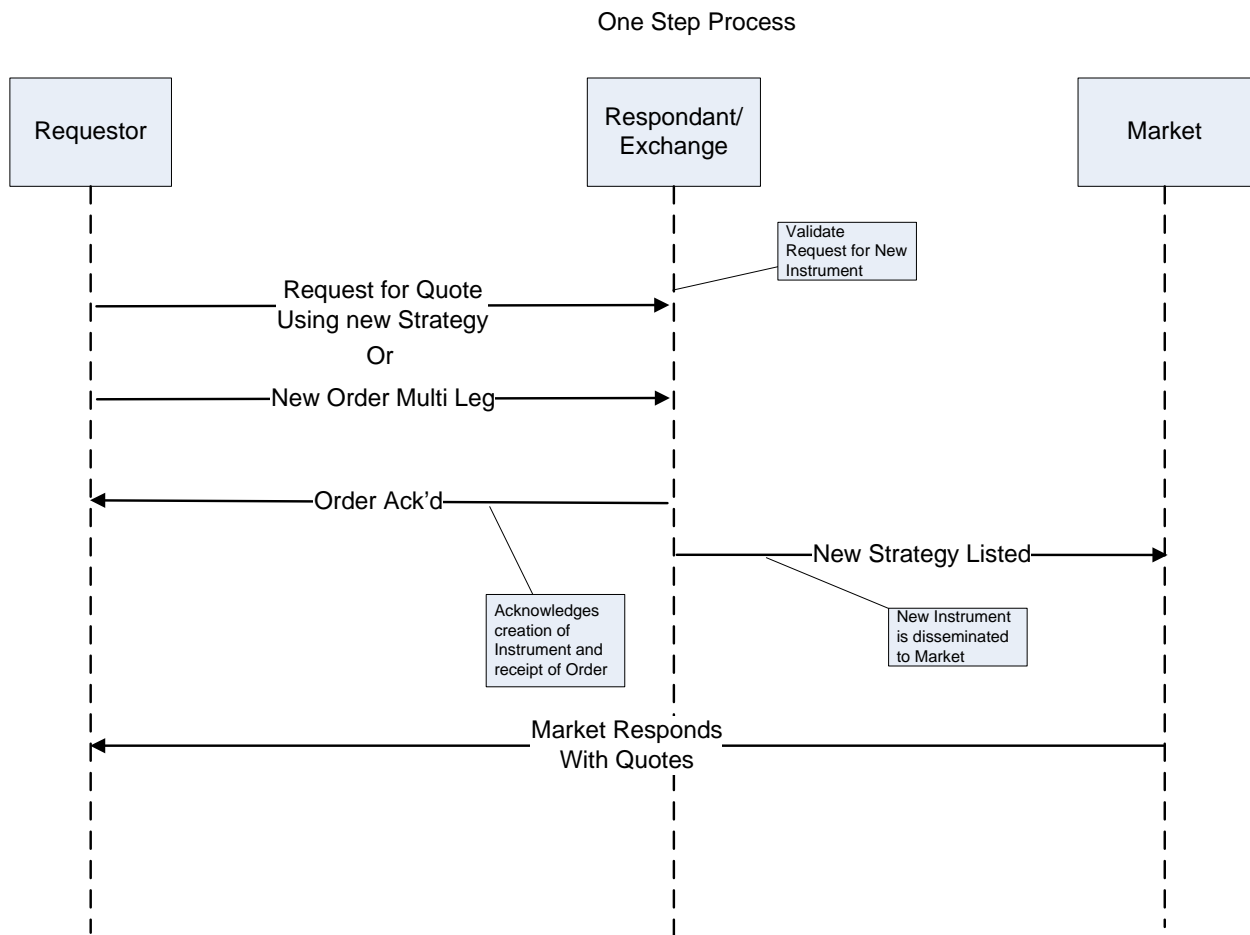 One Step Process
Requestor
Respondant/
Exchange
Market
Validate
Request for New
Instrument
Request for Quote
Using new Strategy
Or
New Order Multi Leg
Order Ack’d
New Strategy Listed
Acknowledges
creation of
Instrument and
receipt of Order
New Instrument
is disseminated
to Market
Market Responds
With Quotes